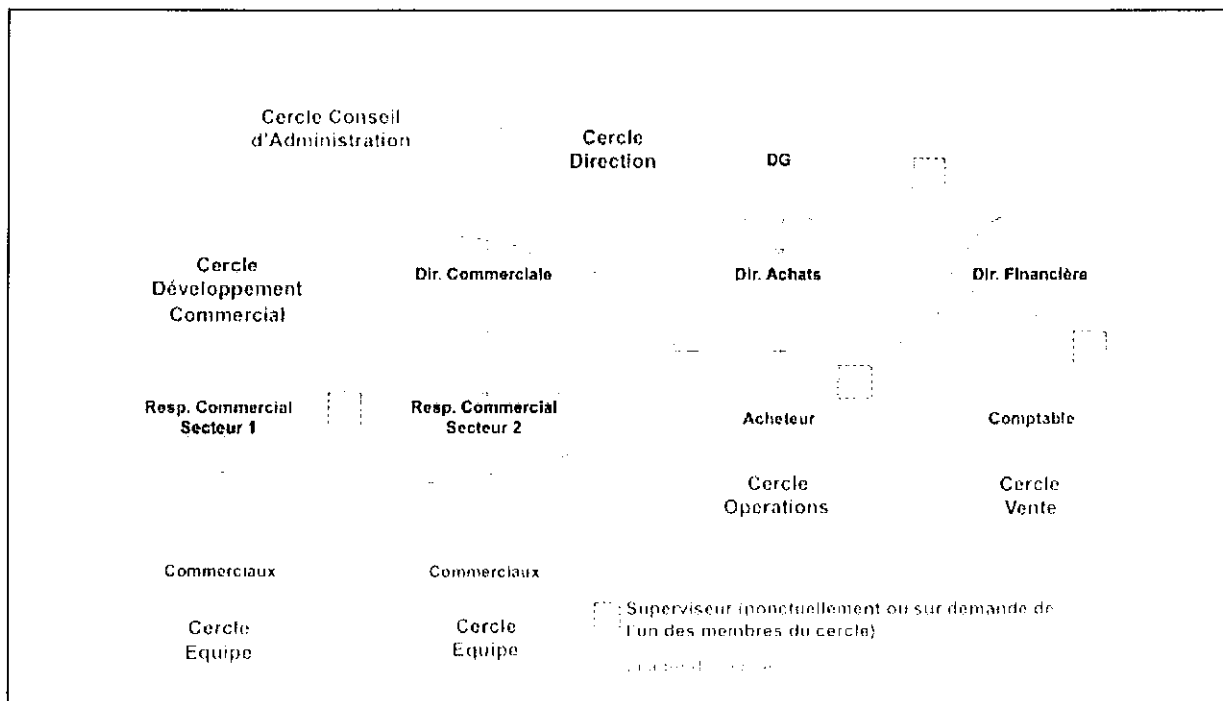 Cercle Conseil
d'Administration
Cercle
Direction
DG
Cercle
Développement
Commercial
Dir. Commerciale
Dir. Achats
Dir. Financière
Resp. Commercial
Secteur 1
Resp. Commercial
Secteur 2
Acheteur
Comptable
Cercle
Operations
Cercle
Vente
Commerciaux
Commerciaux
Cercle
Equipe
Cercle
Equipe
Superviseur (ponctuellement ou sur demande de
l'un des membres du cercle)